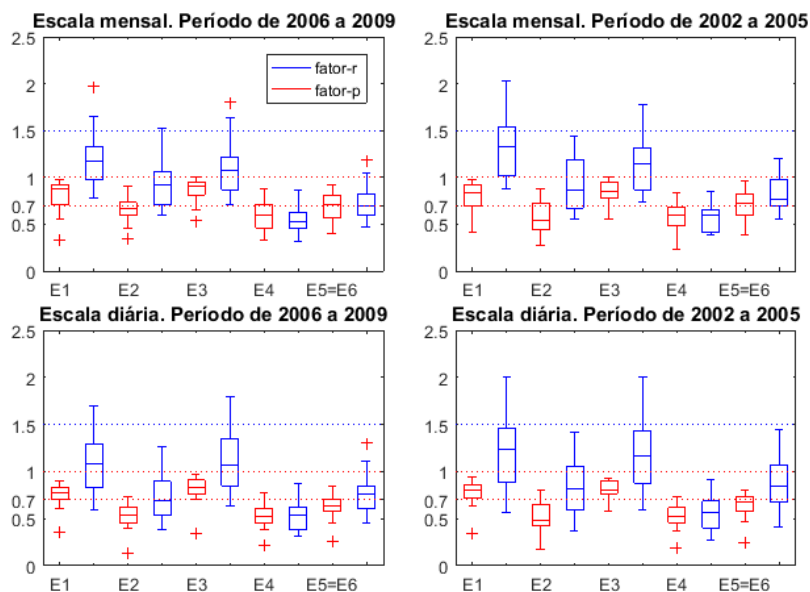 Escala mensal. Período de 2006 a 2009
2.5
2
1.5
1
0.7
0.5
0
fator-r
fator-p
E1 E2 E3 E4 E5=E6
Escala mensal. Período de 2002 a 2005
2.5
2
1.5
1
0.7
0.5
0
E1 E2 E3 E4 E5=E6
Escala diária. Período de 2006 a 2009
2.5
2
1.5
1
0.7
0.5
0
E1 E2 E3 E4 E5=E6
Escala diária. Período de 2002 a 2005
2.5
2
1.5
1
0.7
0.5
0
E1 E2 E3 E4 E5=E6